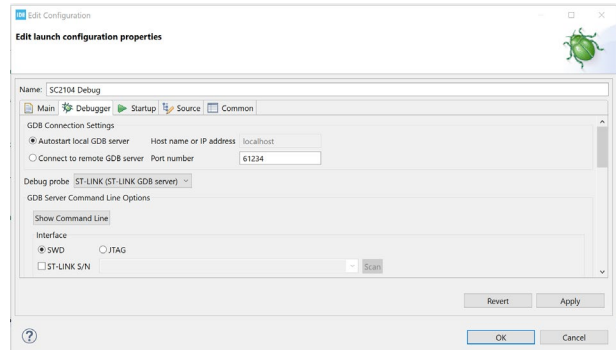 IDE Edit Configuration
Edit launch configuration properties
Name: SC2104 Debug
Main Debugger Startup Source Common
GDB Connection Settings
Autostart local GDB server Host name or IP address localhost
Connect to remote GDB server Port number 61234
Debug probe ST-LINK (ST-LINK GDB server)
GDB Server Command Line Options
Show Command Line
Interface
SWD JTAG
ST-LINK S/N Scan
Revert Apply
? OK Cancel